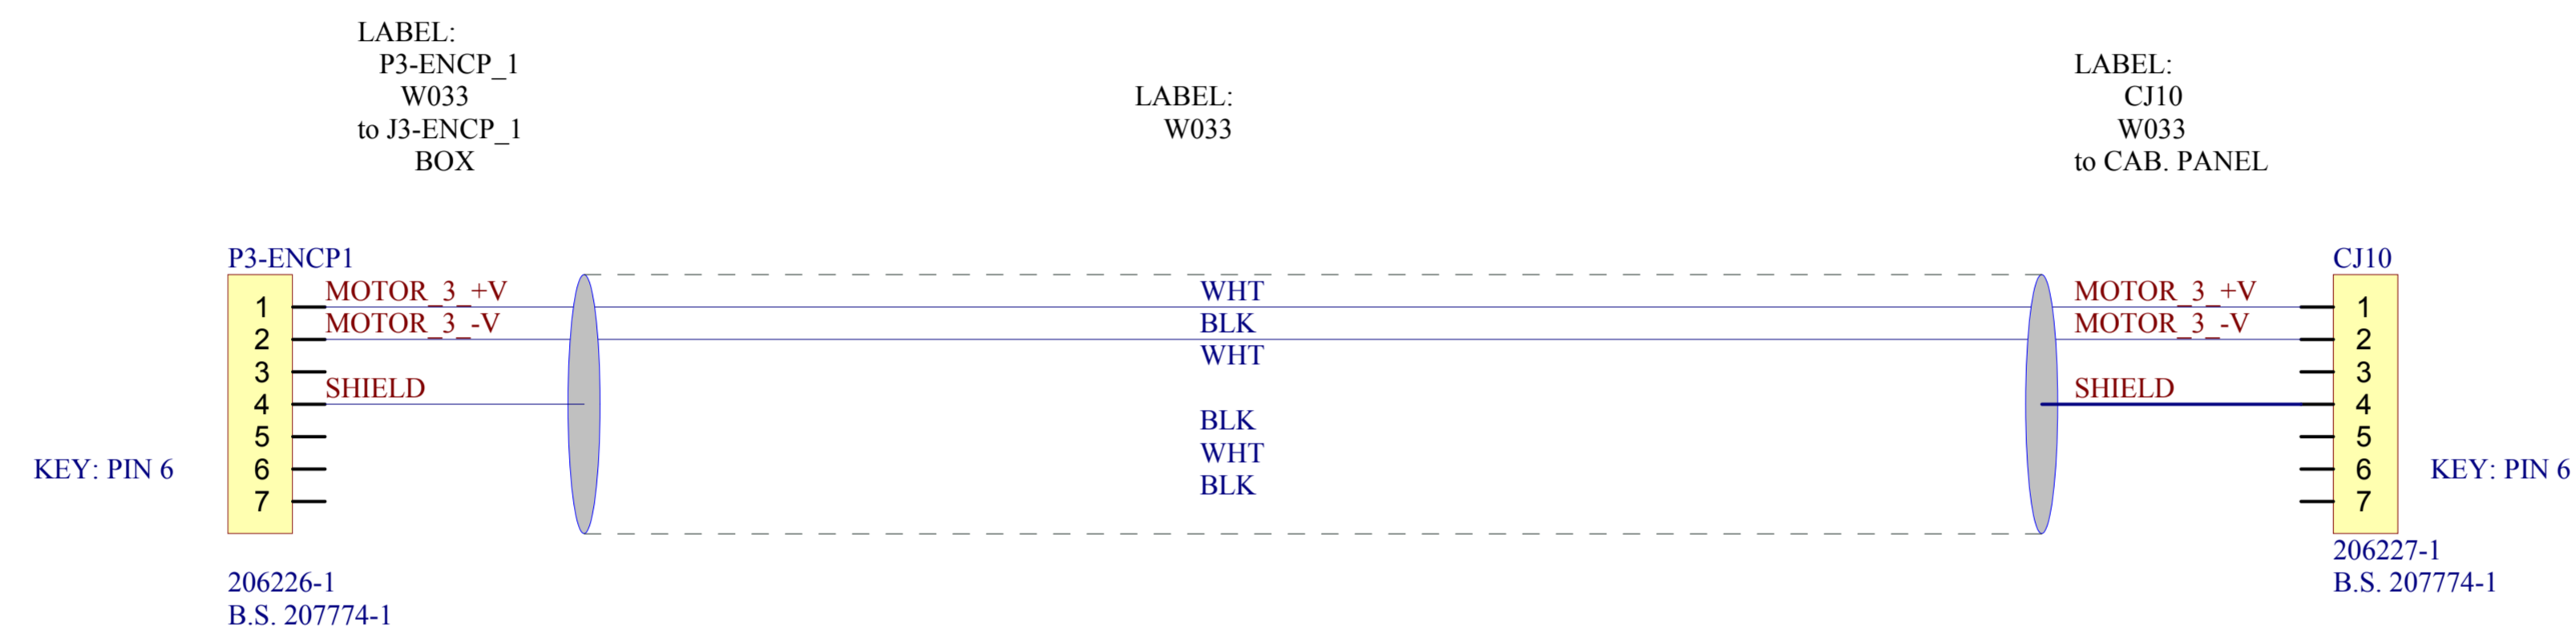 LABEL:
P3-ENCP_1
W033
to J3-ENCP_1
BOX
LABEL:
W033
LABEL:
CJ10
W033
to CAB. PANEL
P3-ENCP1
1
2
3
4
5
6
7
MOTOR_3_+V
MOTOR_3_-V
SHIELD
KEY: PIN 6
206226-1
B.S. 207774-1
WHT
BLK
WHT
BLK
WHT
BLK
CJ10
MOTOR_3_+V
MOTOR_3_-V
SHIELD
1
2
3
4
5
6
7
KEY: PIN 6
206227-1
B.S. 207774-1